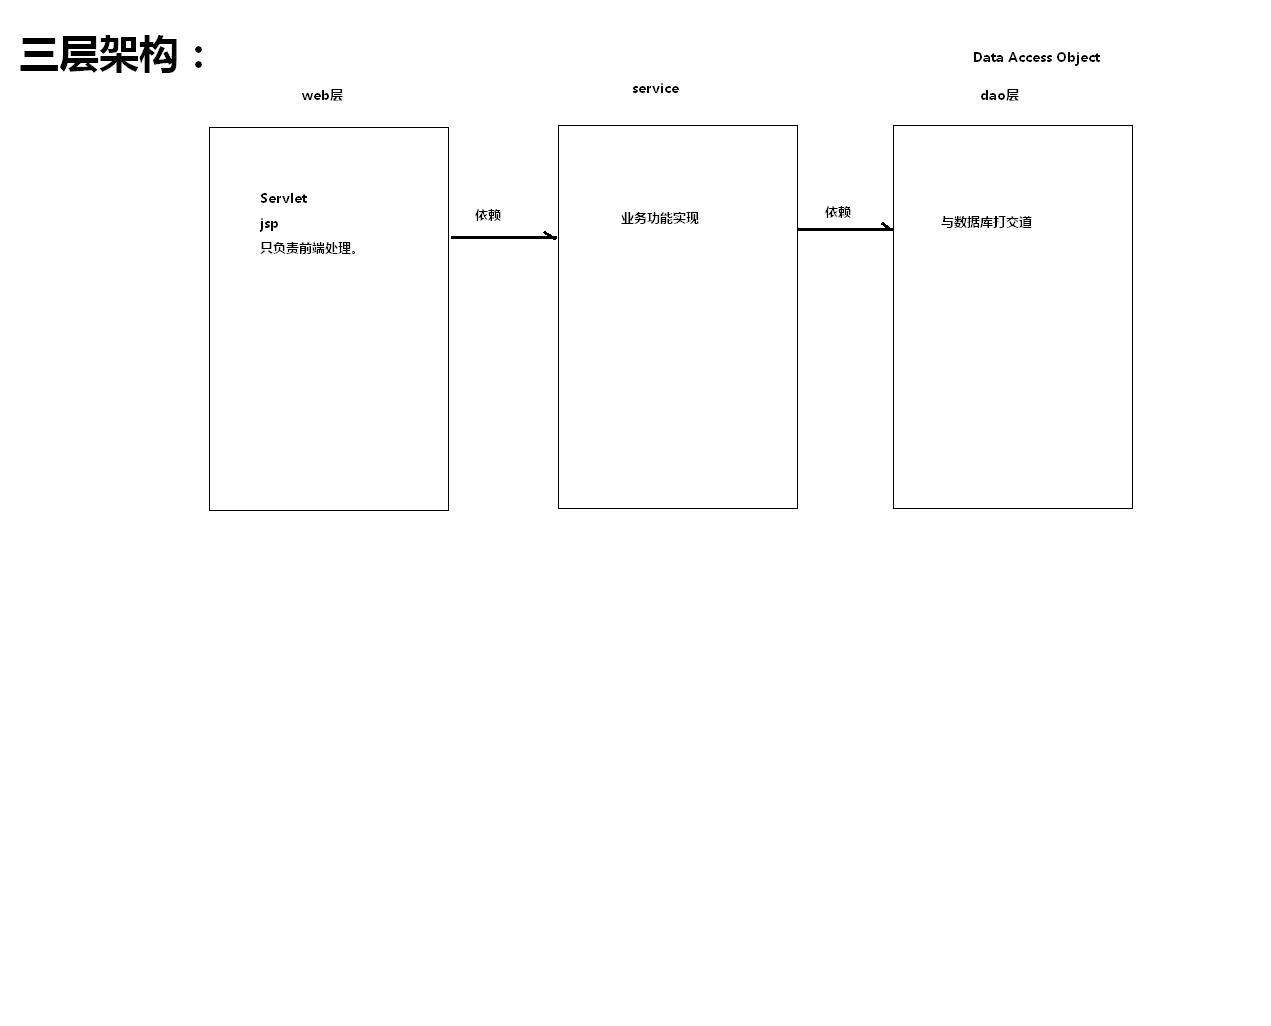 三层架构：
Data Access Object
web层
service
dao层
Servlet
jsp
只负责前端处理。
依赖
业务功能实现
依赖
与数据库打交道